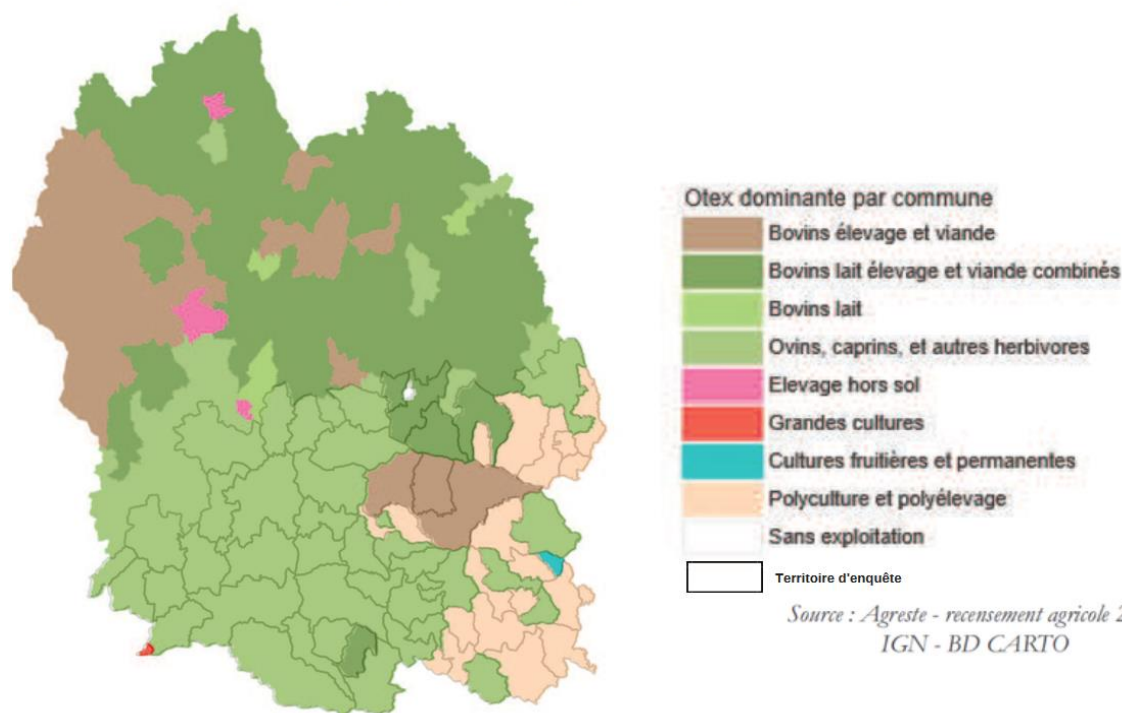 Otex dominante par commune
Bovins élevage et viande
Bovins lait élevage et viande combinés
Bovins lait
Ovins, caprins, et autres herbivores
Elevage hors sol
Grandes cultures
Cultures fruitières et permanentes
Polyculture et polyélevage
Sans exploitation
Territoire d'enquête
Source : Agreste - recensement agricole 2
IGN - BD CARTO